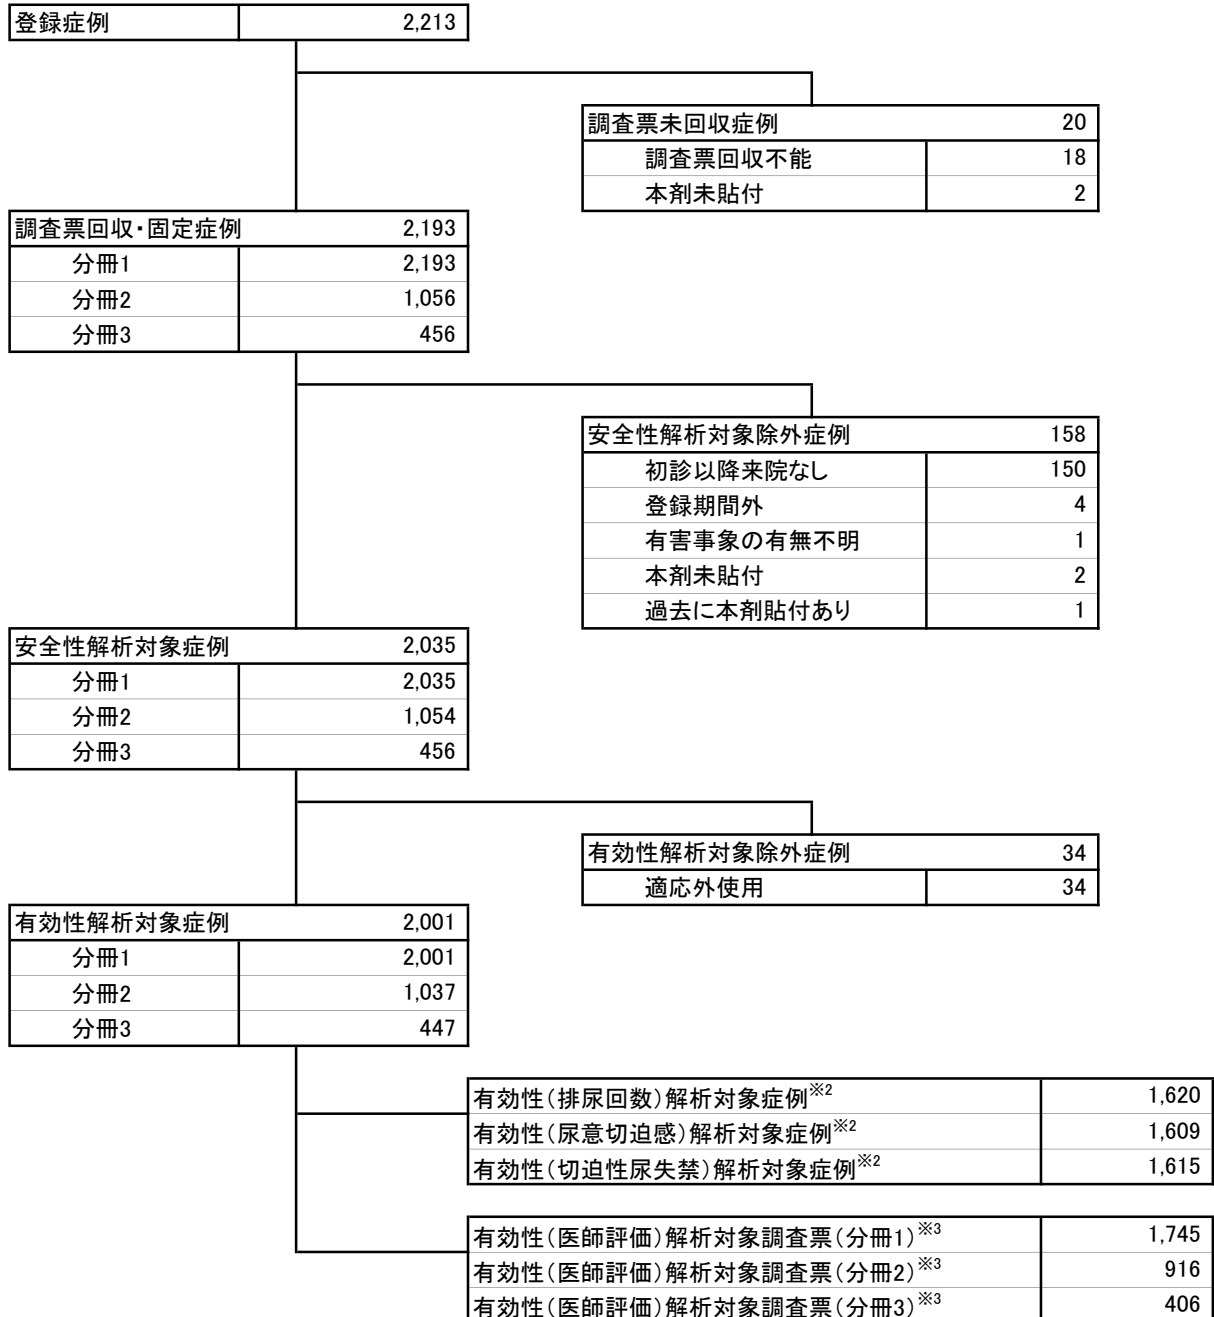 登録症例 2,213
調査票未回収症例 20
調査票回収不能 18
本剤未貼付 2
調査票回収・固定症例 2,193
分冊1 2,193
分冊2 1,056
分冊3 456
安全性解析対象除外症例 158
初診以降来院なし 150
登録期間外 4
有害事象の有無不明 1
本剤未貼付 2
過去に本剤貼付あり 1
安全性解析対象症例 2,035
分冊1 2,035
分冊2 1,054
分冊3 456
有効性解析対象除外症例 34
適応外使用 34
有効性解析対象症例 2,001
分冊1 2,001
分冊2 1,037
分冊3 447
有効性(排尿回数)解析対象症例※2 1,620
有効性(尿意切迫感)解析対象症例※2 1,609
有効性(切迫性尿失禁)解析対象症例※2 1,615
有効性(医師評価)解析対象調査票(分冊1)※3 1,745
有効性(医師評価)解析対象調査票(分冊2)※3 916
有効性(医師評価)解析対象調査票(分冊3)※3 406